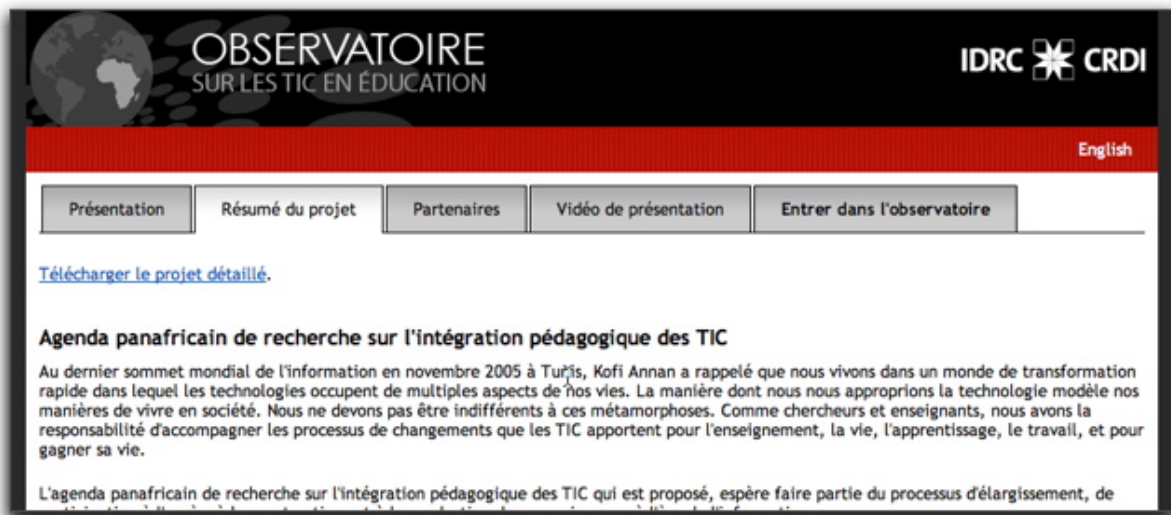 OBSERVATOIRE
SUR LES TIC EN ÉDUCATION
IDRC CRDI
English
Présentation
Résumé du projet
Partenaires
Vidéo de présentation
Entrer dans l'observatoire
Télécharger le projet détaillé.
Agenda panafricain de recherche sur l'intégration pédagogique des TIC
Au dernier sommet mondial de l'information en novembre 2005 à Tunis, Kofi Annan a rappelé que nous vivons dans un monde de transformation
rapide dans lequel les technologies occupent de multiples aspects de nos vies. La manière dont nous nous approprions la technologie modèle nos
manières de vivre en société. Nous ne devons pas être indifférents à ces métamorphoses. Comme chercheurs et enseignants, nous avons la
responsabilité d'accompagner les processus de changements que les TIC apportent pour l'enseignement, la vie, l'apprentissage, le travail, et pour
gagner sa vie.
L'agenda panafricain de recherche sur l'intégration pédagogique des TIC qui est proposé, espère faire partie du processus d'élargissement, de